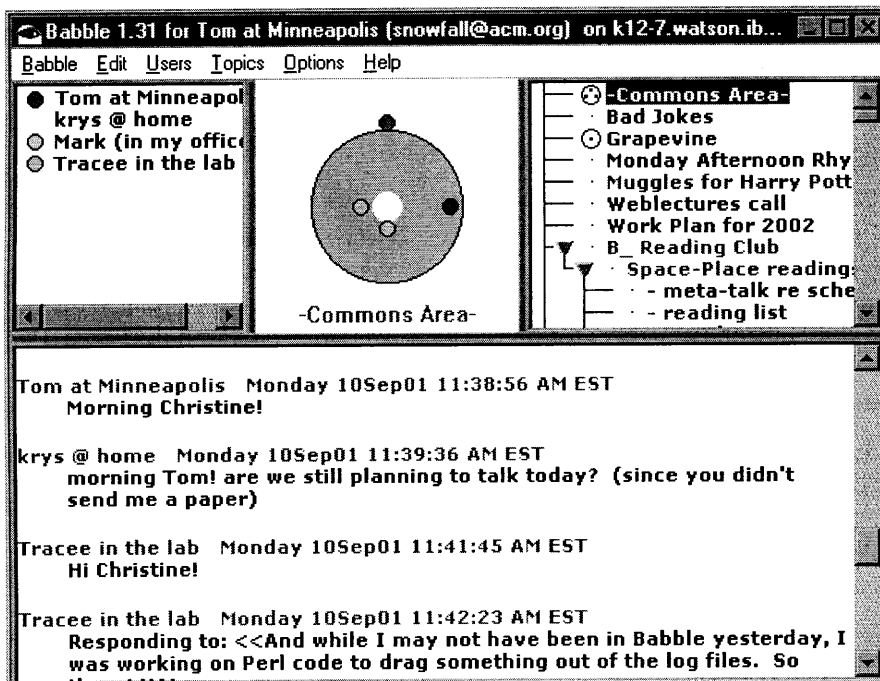 Babble 1.31 for Tom at Minneapolis (snowfall@acm.org) on k12-7.watson.ib...
Babble Edit Users Topics Options Help
Tom at Minneapol
krys @ home
Mark (in my office
Tracee in the lab
-Commons Area-
-Commons Area-
Bad Jokes
Grapevine
Monday Afternoon Rhy
Muggles for Harry Pott
Weblectures call
Work Plan for 2002
B_ Reading Club
Space-Place reading:
- meta-talk re sche
- reading list
Tom at Minneapolis Monday 10Sep01 11:38:56 AM EST
Morning Christine!
krys @ home Monday 10Sep01 11:39:36 AM EST
morning Tom! are we still planning to talk today? (since you didn't
send me a paper)
Tracee in the lab Monday 10Sep01 11:41:45 AM EST
Hi Christine!
Tracee in the lab Monday 10Sep01 11:42:23 AM EST
Responding to: <<And while I may not have been in Babble yesterday, I
was working on Perl code to drag something out of the log files. So